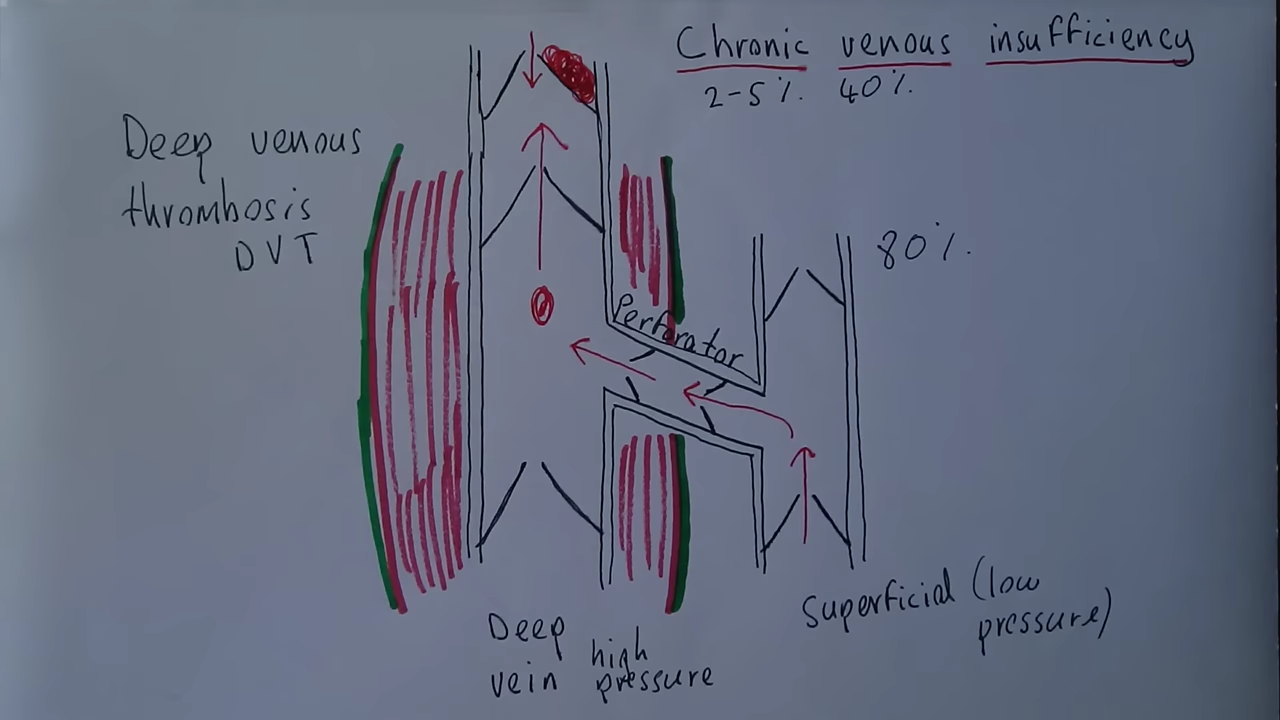 Chronic venous insufficiency
2-5%. 40%.
Deep venous
thrombosis
DVT
80%.
Perforator
Superficial (low
pressure)
Deep
vein
high
pressure